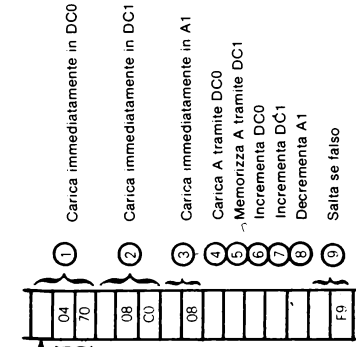 04
70
① Carica immediatamente in DC0
08
C0
② Carica immediatamente in DC1
08
③ Carica immediatamente in A1
④ Carica A tramite DC0
⑤ Memorizza A tramite DC1
⑥ Incrementa DC0
⑦ Incrementa DC1
⑧ Decrementa A1
F9
⑨ Salta se falso